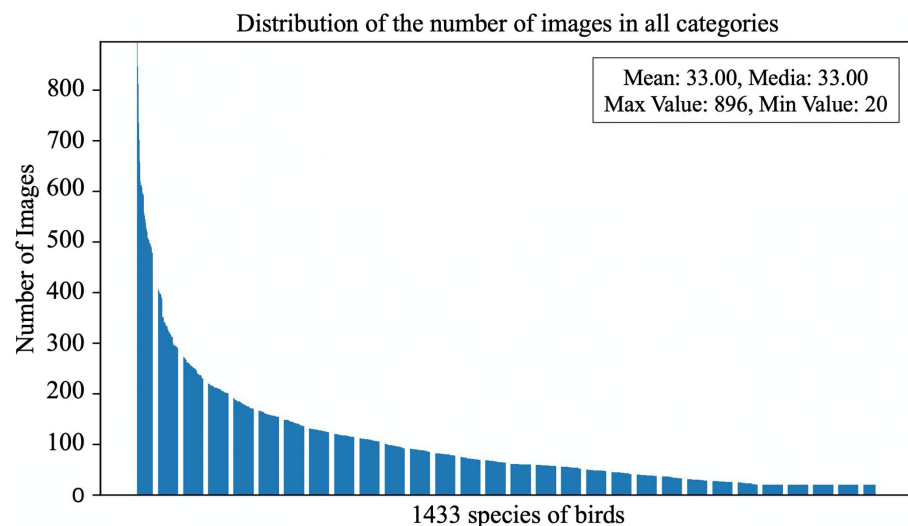 Distribution of the number of images in all categories
Mean: 33.00, Media: 33.00
Max Value: 896, Min Value: 20
Number of Images
800
700
600
500
400
300
200
100
0
1433 species of birds